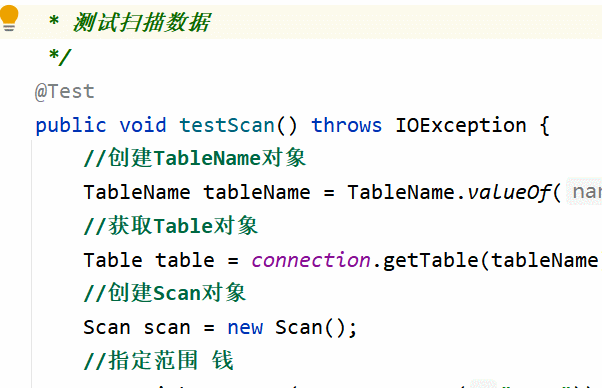 * 测试扫描数据
*/
@Test
public void testScan() throws IOException {
//创建TableName对象
TableName tableName = TableName.valueOf(
//获取Table对象
Table table = connection.getTable(tableName
//创建Scan对象
Scan scan = new Scan();
//指定范围 钱